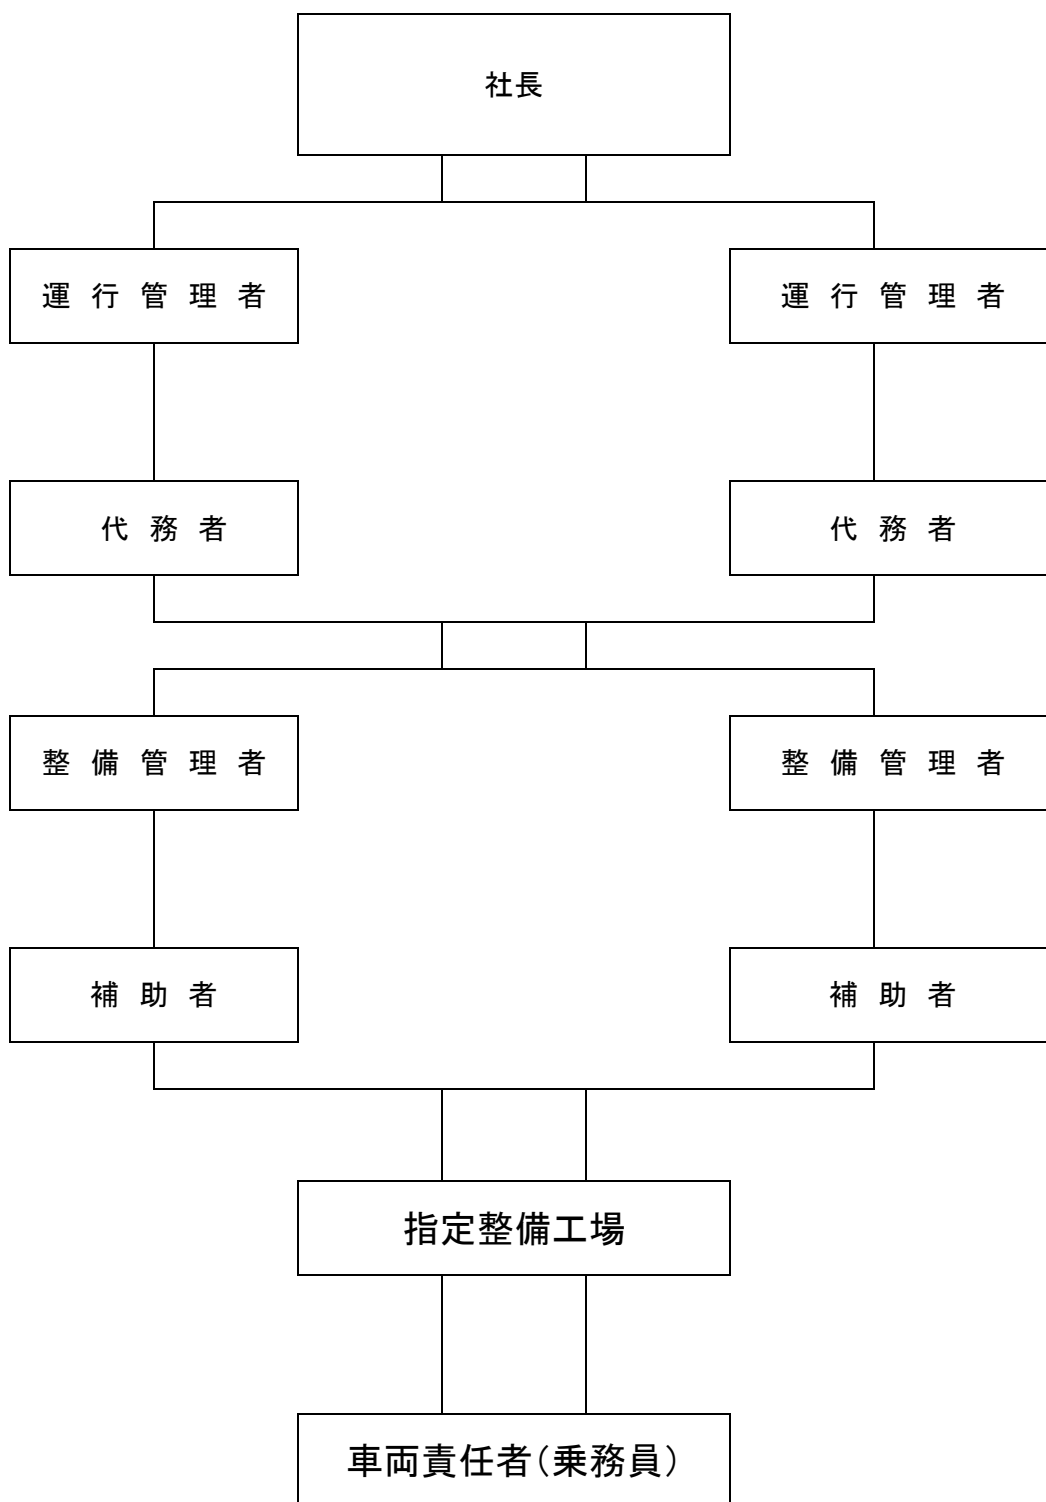 社長
運行管理者
運行管理者
代務者
代務者
整備管理者
整備管理者
補助者
補助者
指定整備工場
車両責任者(乗務員)